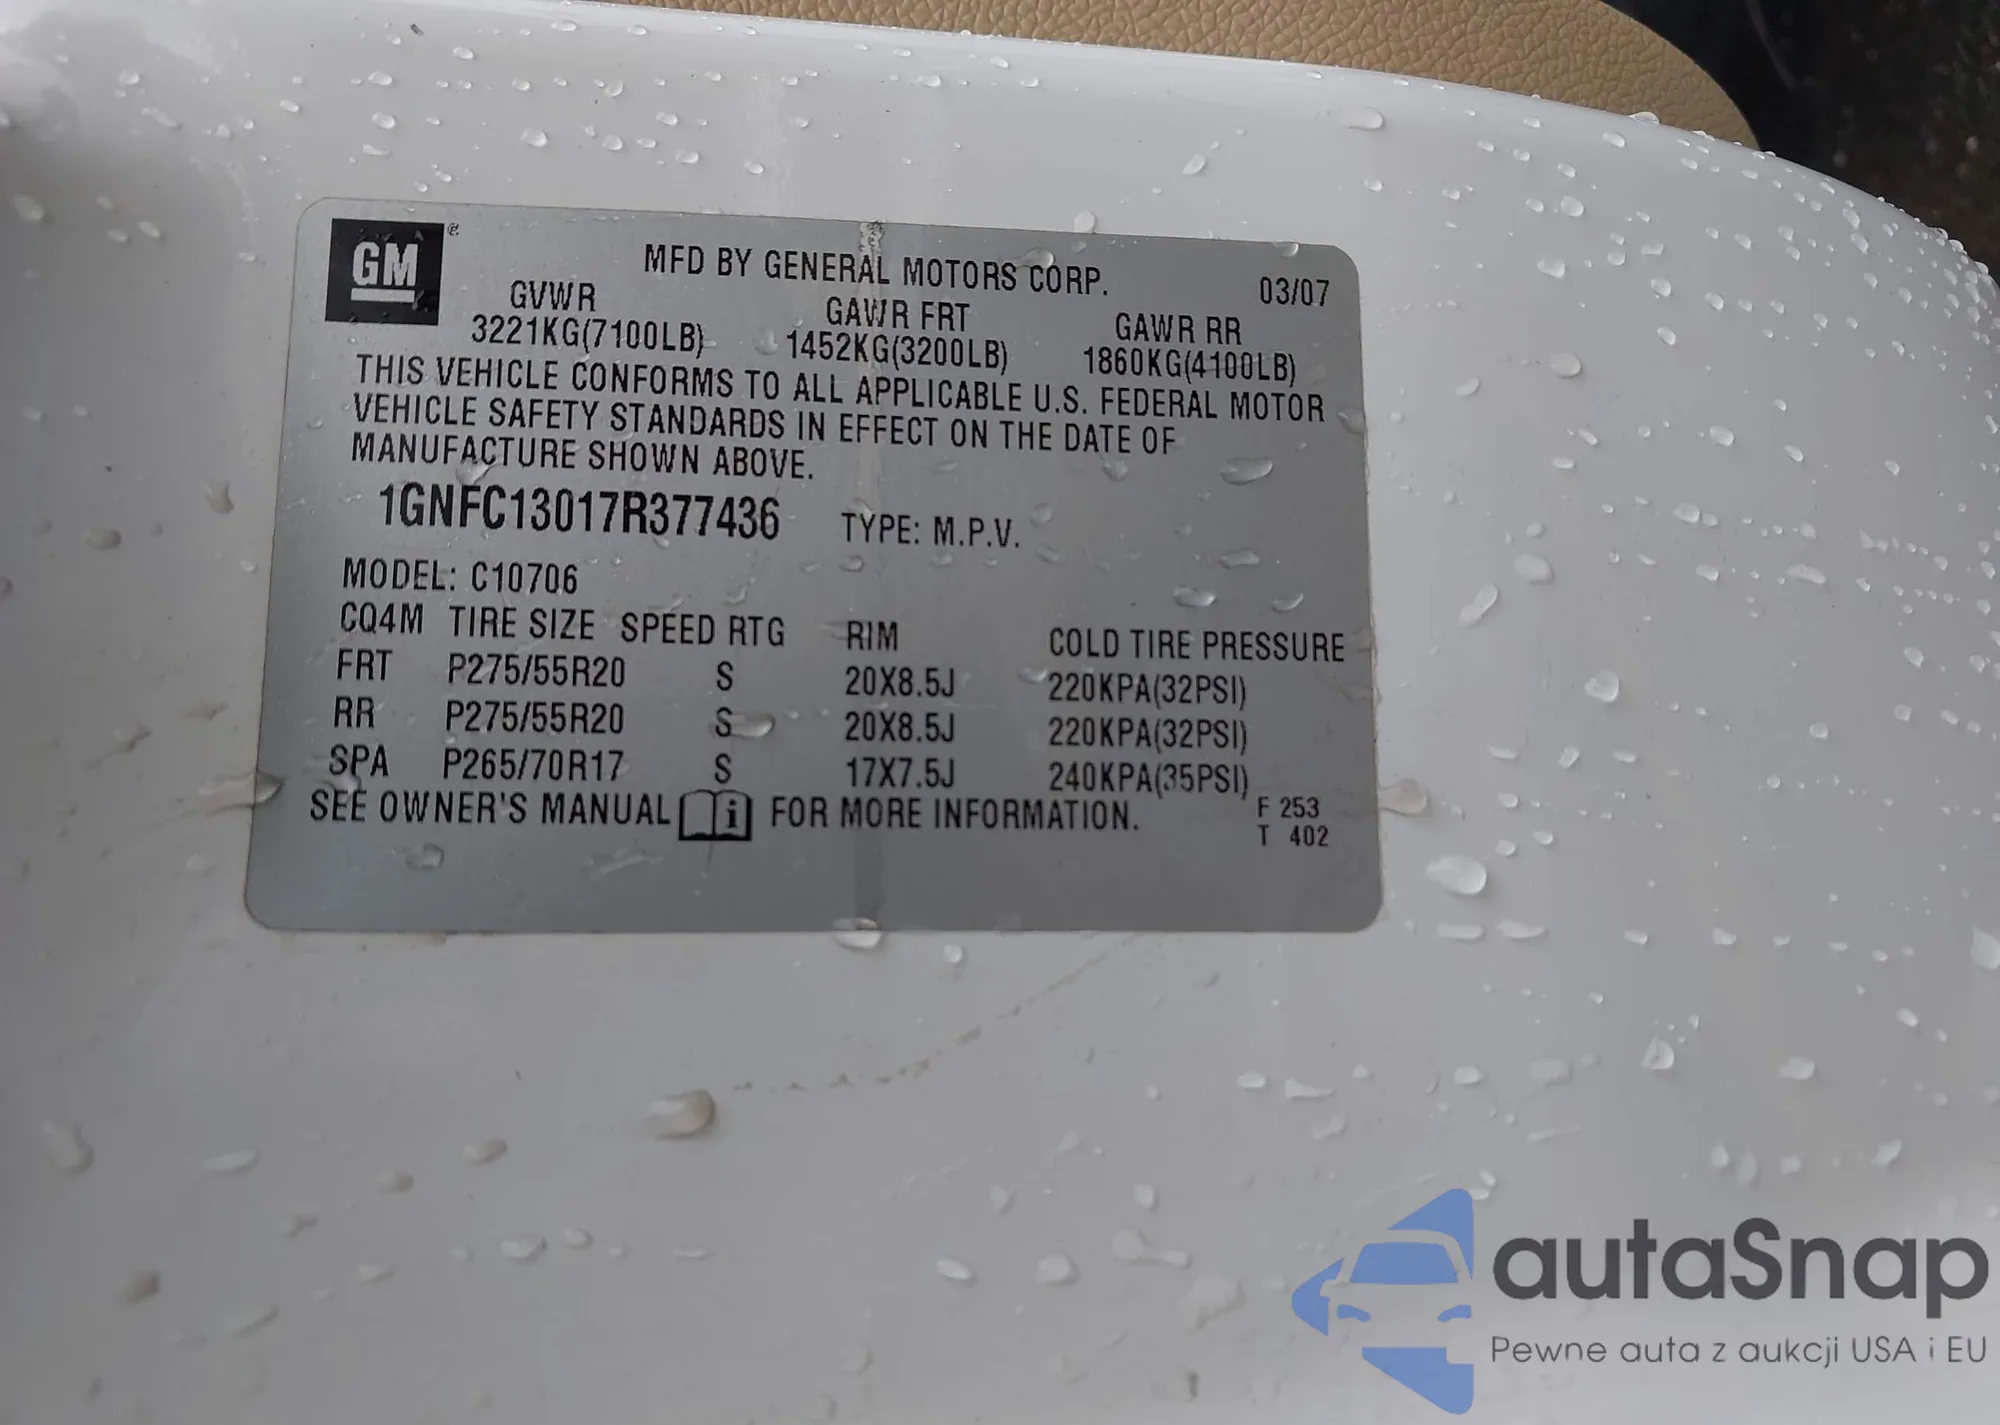 GM®
MFD BY GENERAL MOTORS CORP. 03/07
GVWR GAWR FRT GAWR RR
3221KG(7100LB) 1452KG(3200LB) 1860KG(4100LB)
THIS VEHICLE CONFORMS TO ALL APPLICABLE U.S. FEDERAL MOTOR
VEHICLE SAFETY STANDARDS IN EFFECT ON THE DATE OF
MANUFACTURE SHOWN ABOVE.
1GNFC13017R377436 TYPE: M.P.V.
MODEL: C10706
CQ4M TIRE SIZE SPEED RTG RIM COLD TIRE PRESSURE
FRT P275/55R20 S 20X8.5J 220KPA(32PSI)
RR P275/55R20 S 20X8.5J 220KPA(32PSI)
SPA P265/70R17 S 17X7.5J 240KPA(35PSI)
SEE OWNER'S MANUAL i FOR MORE INFORMATION. F 253
T 402
autaSnap
Pewne auta z aukcji USA i EU